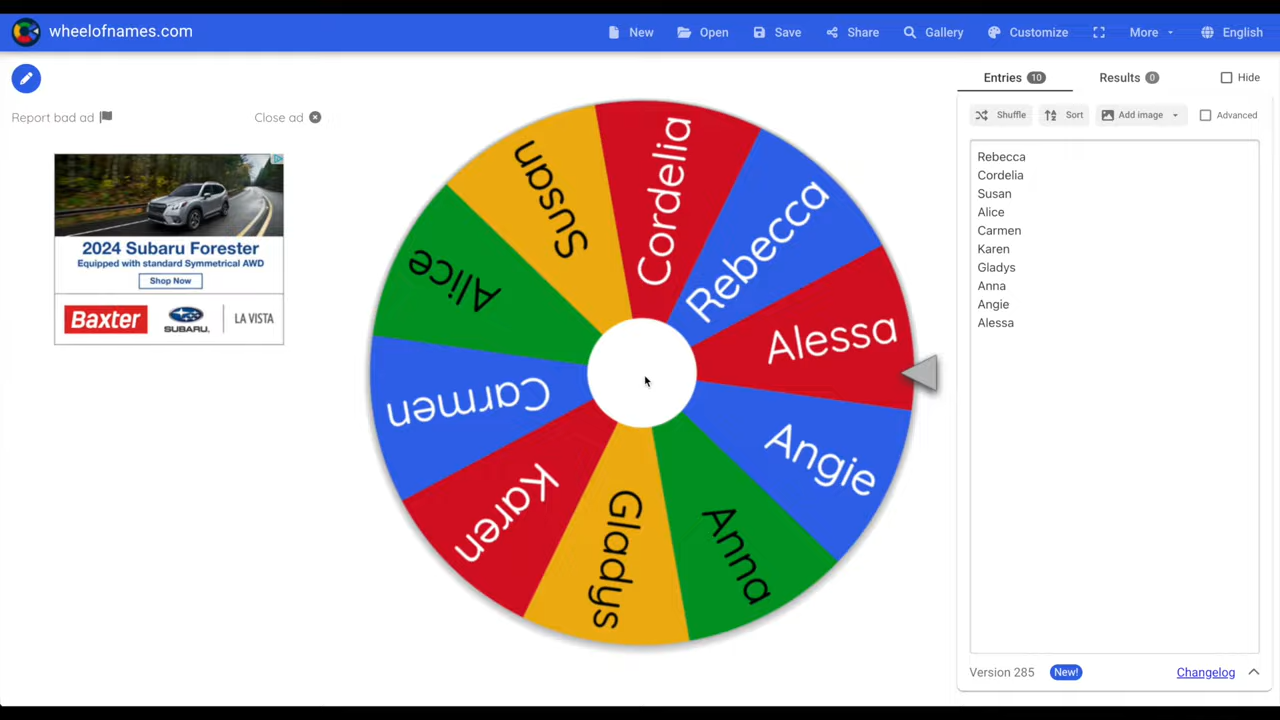 wheelofnames.com
New
Open
Save
Share
Gallery
Customize
More
English
Report bad ad
Close ad
2024 Subaru Forester
Equipped with standard Symmetrical AWD
Shop Now
Baxter
SUBARU
LA VISTA
Cordelia
Rebecca
Alessa
Angie
Anna
Gladys
Karen
Carmen
Alice
Susan
Entries 10
Results 0
Hide
Shuffle
Sort
Add image
Advanced
Rebecca
Cordelia
Susan
Alice
Carmen
Karen
Gladys
Anna
Angie
Alessa
Version 285
New!
Changelog